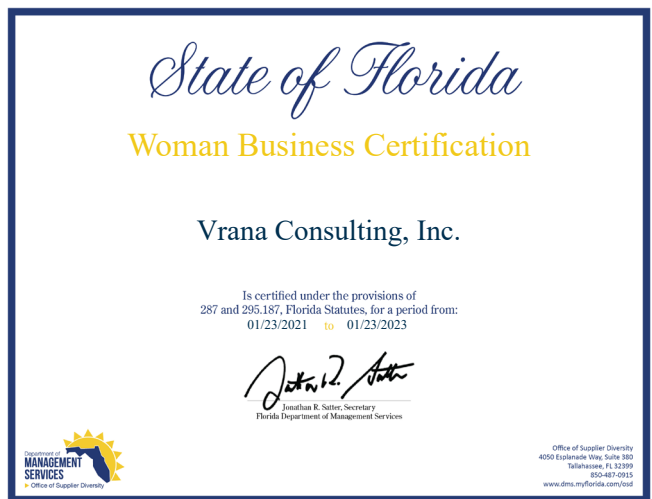 State of Florida
Woman Business Certification
Vrana Consulting, Inc.
Is certified under the provisions of
287 and 295.187, Florida Statutes, for a period from:
01/23/2021 to 01/23/2023
Jonathan R. Satter, Secretary
Florida Department of Management Services
Department of
MANAGEMENT
SERVICES
Office of Supplier Diversity
Office of Supplier Diversity
4050 Esplanade Way, Suite 380
Tallahassee, FL 32399
850-487-0915
www.dms.myflorida.com/osd